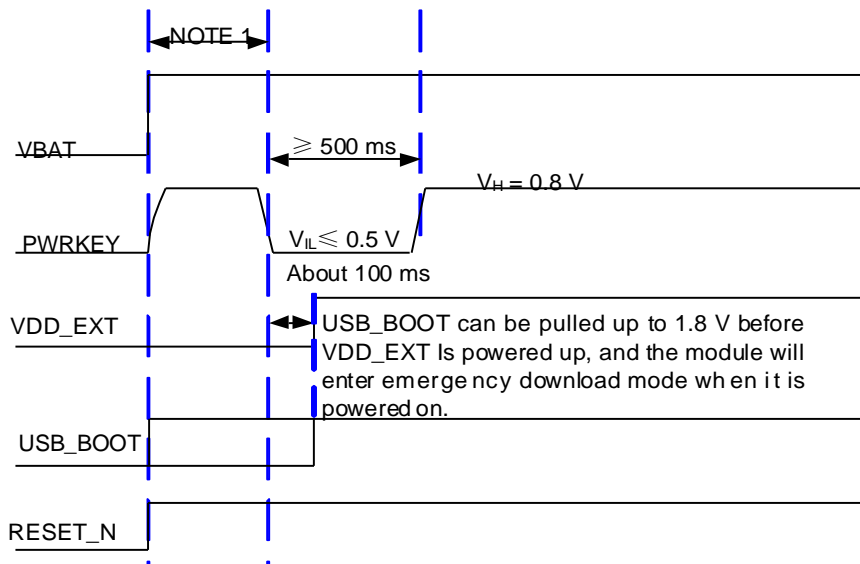 NOTE 1
VBAT
≥ 500 ms
VH = 0.8 V
PWRKEY
VIL≤ 0.5 V
About 100 ms
VDD_EXT
USB_BOOT can be pulled up to 1.8 V before
VDD_EXT Is powered up, and the module will
enter emergency download mode when it is
powered on.
USB_BOOT
RESET_N